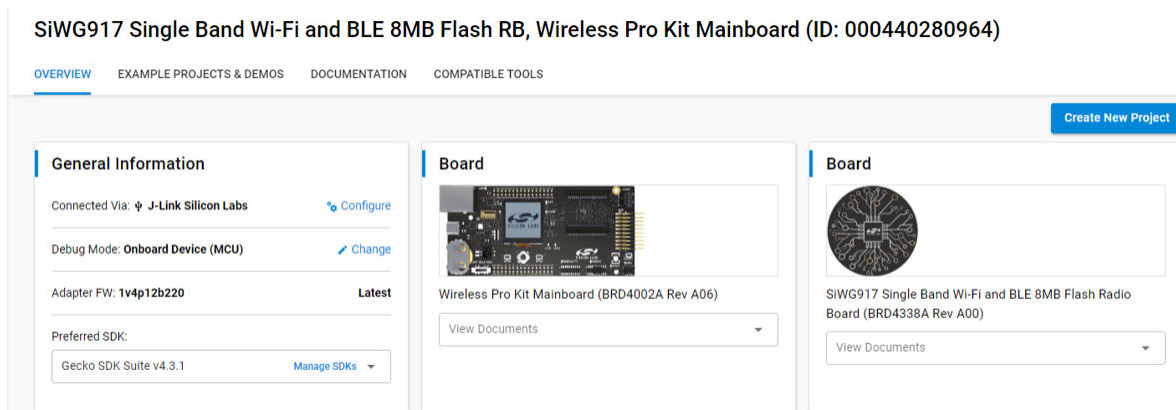 SiWG917 Single Band Wi-Fi and BLE 8MB Flash RB, Wireless Pro Kit Mainboard (ID: 000440280964)
OVERVIEW EXAMPLE PROJECTS & DEMOS DOCUMENTATION COMPATIBLE TOOLS
Create New Project
General Information
Connected Via: J-Link Silicon Labs Configure
Debug Mode: Onboard Device (MCU) Change
Adapter FW: 1v4p12b220 Latest
Preferred SDK:
Gecko SDK Suite v4.3.1 Manage SDKs
Board
SILICON LABS
Wireless Pro Kit Mainboard (BRD4002A Rev A06)
View Documents
Board
SiWG917 Single Band Wi-Fi and BLE 8MB Flash Radio
Board (BRD4338A Rev A00)
View Documents